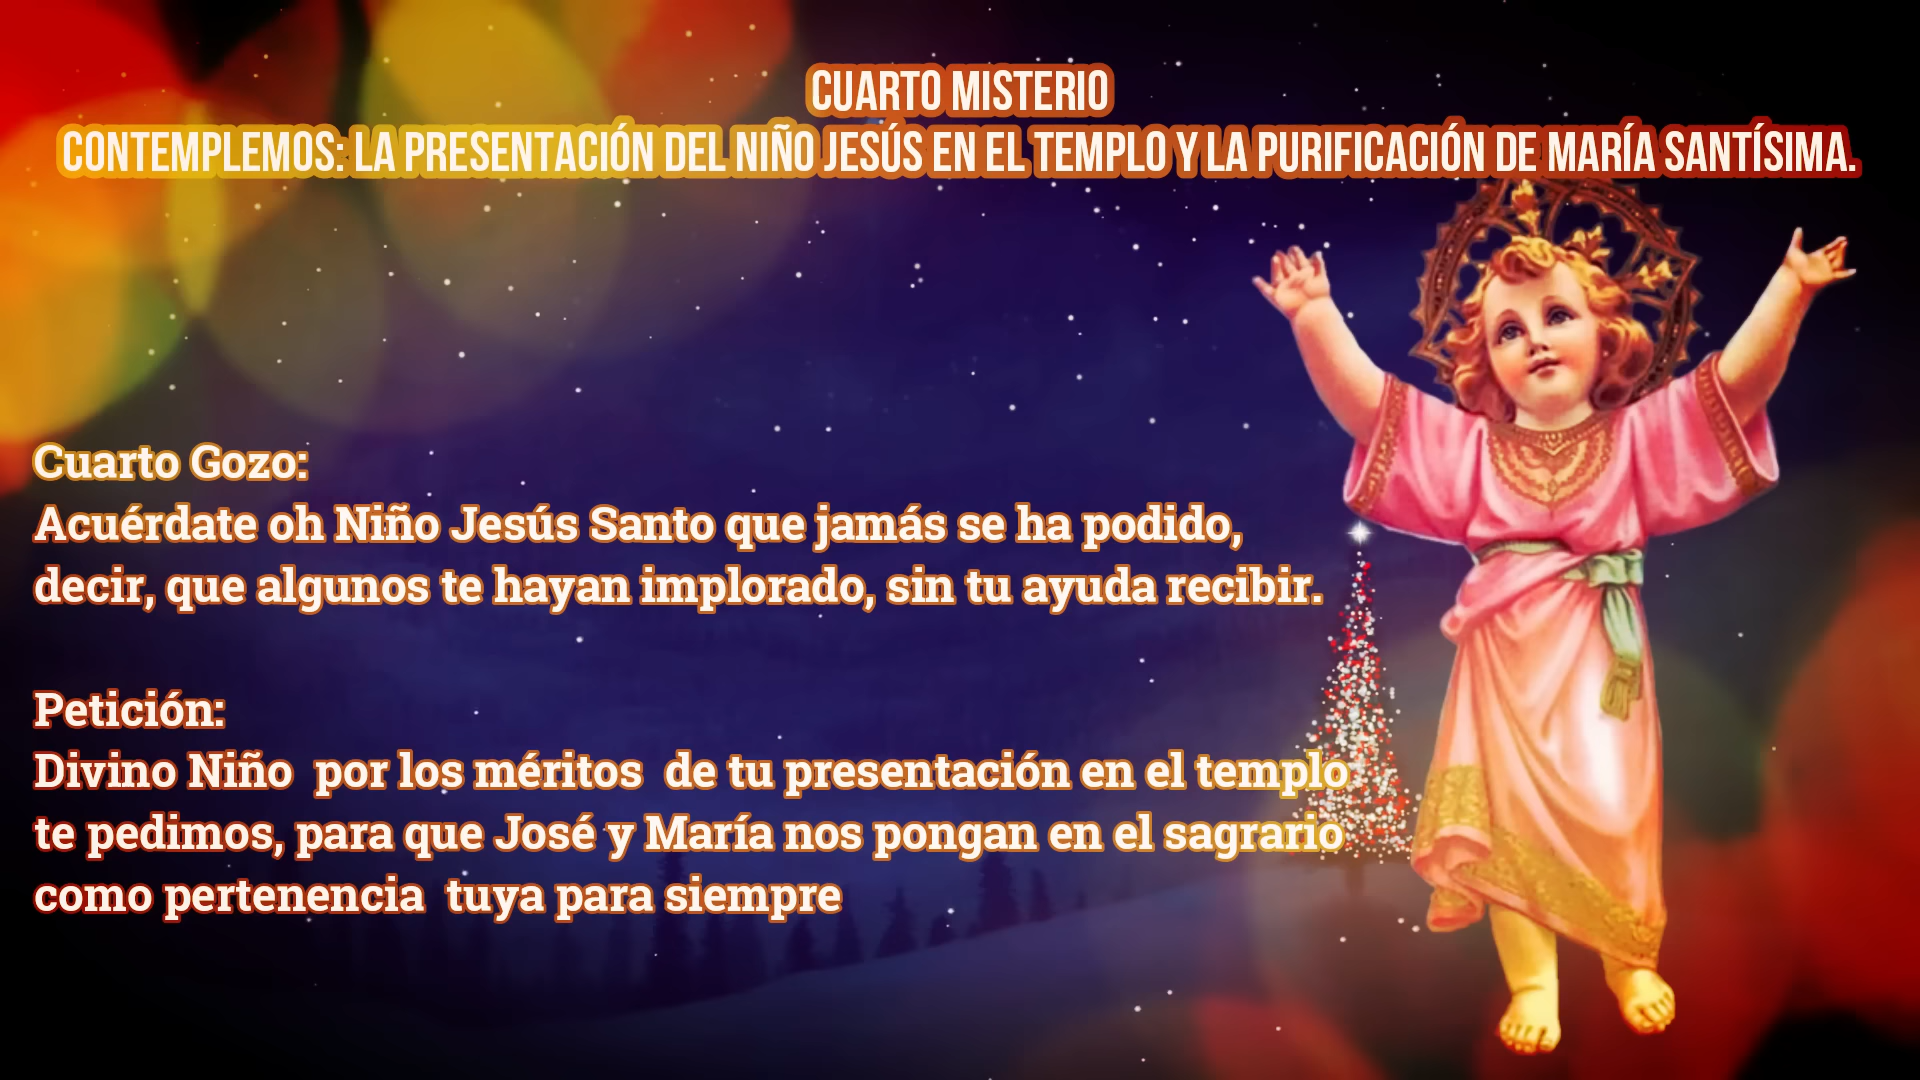 CUARTO MISTERIO
CONTEMPLEMOS: LA PRESENTACIÓN DEL NIÑO JESÚS EN EL TEMPLO Y LA PURIFICACIÓN DE MARÍA SANTÍSIMA.
Cuarto Gozo:
Acuérdate oh Niño Jesús Santo que jamás se ha podido,
decir, que algunos te hayan implorado, sin tu ayuda recibir.
Petición:
Divino Niño  por los méritos  de tu presentación en el templo
te pedimos, para que José y María nos pongan en el sagrario
como pertenencia  tuya para siempre